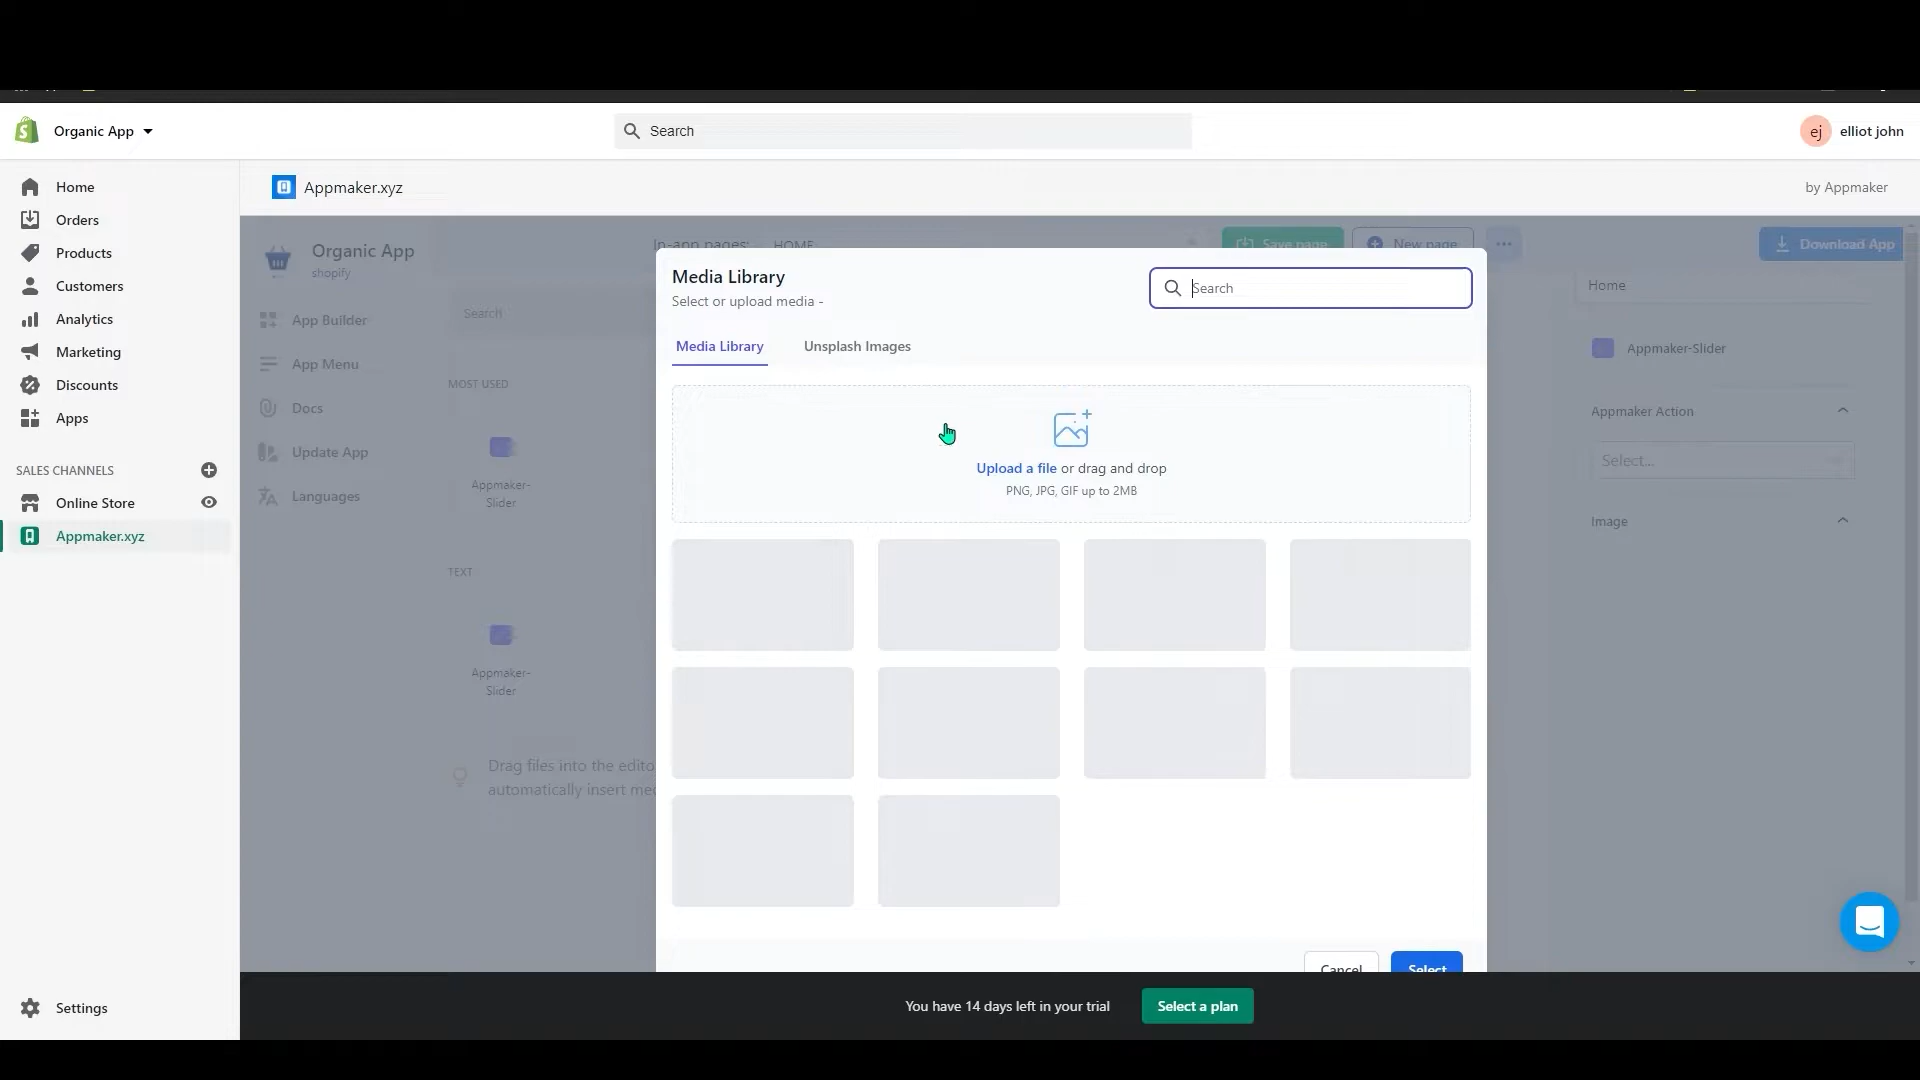 Organic App
Search
ej
elliot john
Home
Orders
Products
Customers
Analytics
Marketing
Discounts
Apps
SALES CHANNELS
Online Store
Appmaker.xyz
Settings
Appmaker.xyz
by Appmaker
Organic App
shopify
App Builder
App Menu
Docs
Update App
Languages
In-app pages:
HOME
Save page
New page
Download App
Search
MOST USED
Appmaker-
Slider
TEXT
Appmaker-
Slider
Drag files into the edito
automatically insert me
Media Library
Select or upload media -
Search
Media Library
Unsplash Images
Upload a file or drag and drop
PNG, JPG, GIF up to 2MB
Cancel
Select
Home
Appmaker-Slider
Appmaker Action
Select...
Image
You have 14 days left in your trial
Select a plan